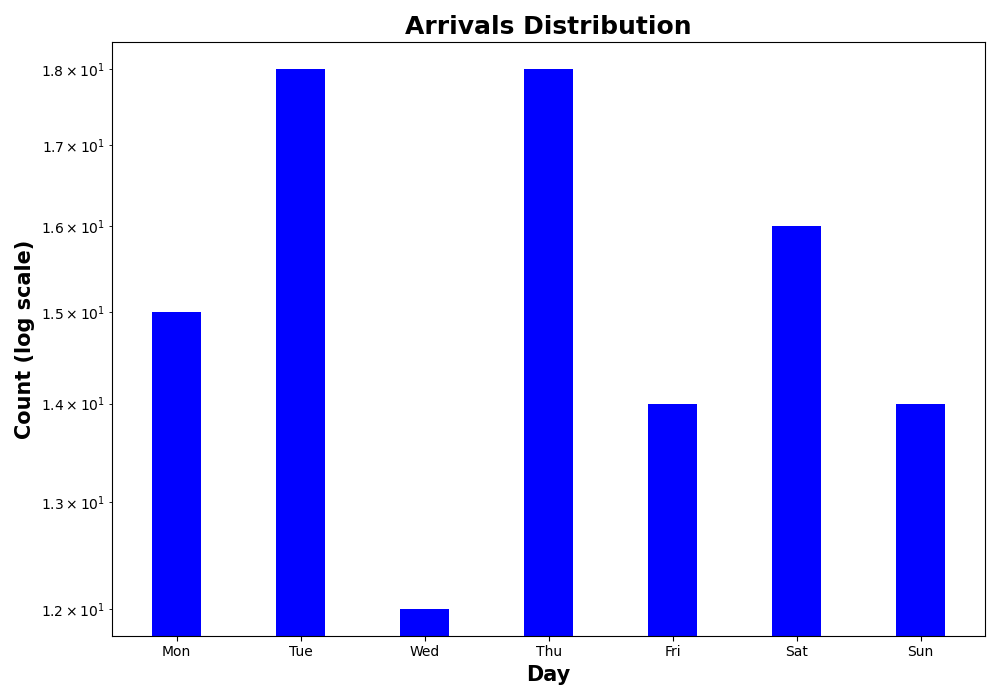 Arrivals Distribution
Count (log scale)
1.8 × 10¹
1.7 × 10¹
1.6 × 10¹
1.5 × 10¹
1.4 × 10¹
1.3 × 10¹
1.2 × 10¹
Mon Tue Wed Thu Fri Sat Sun
Day